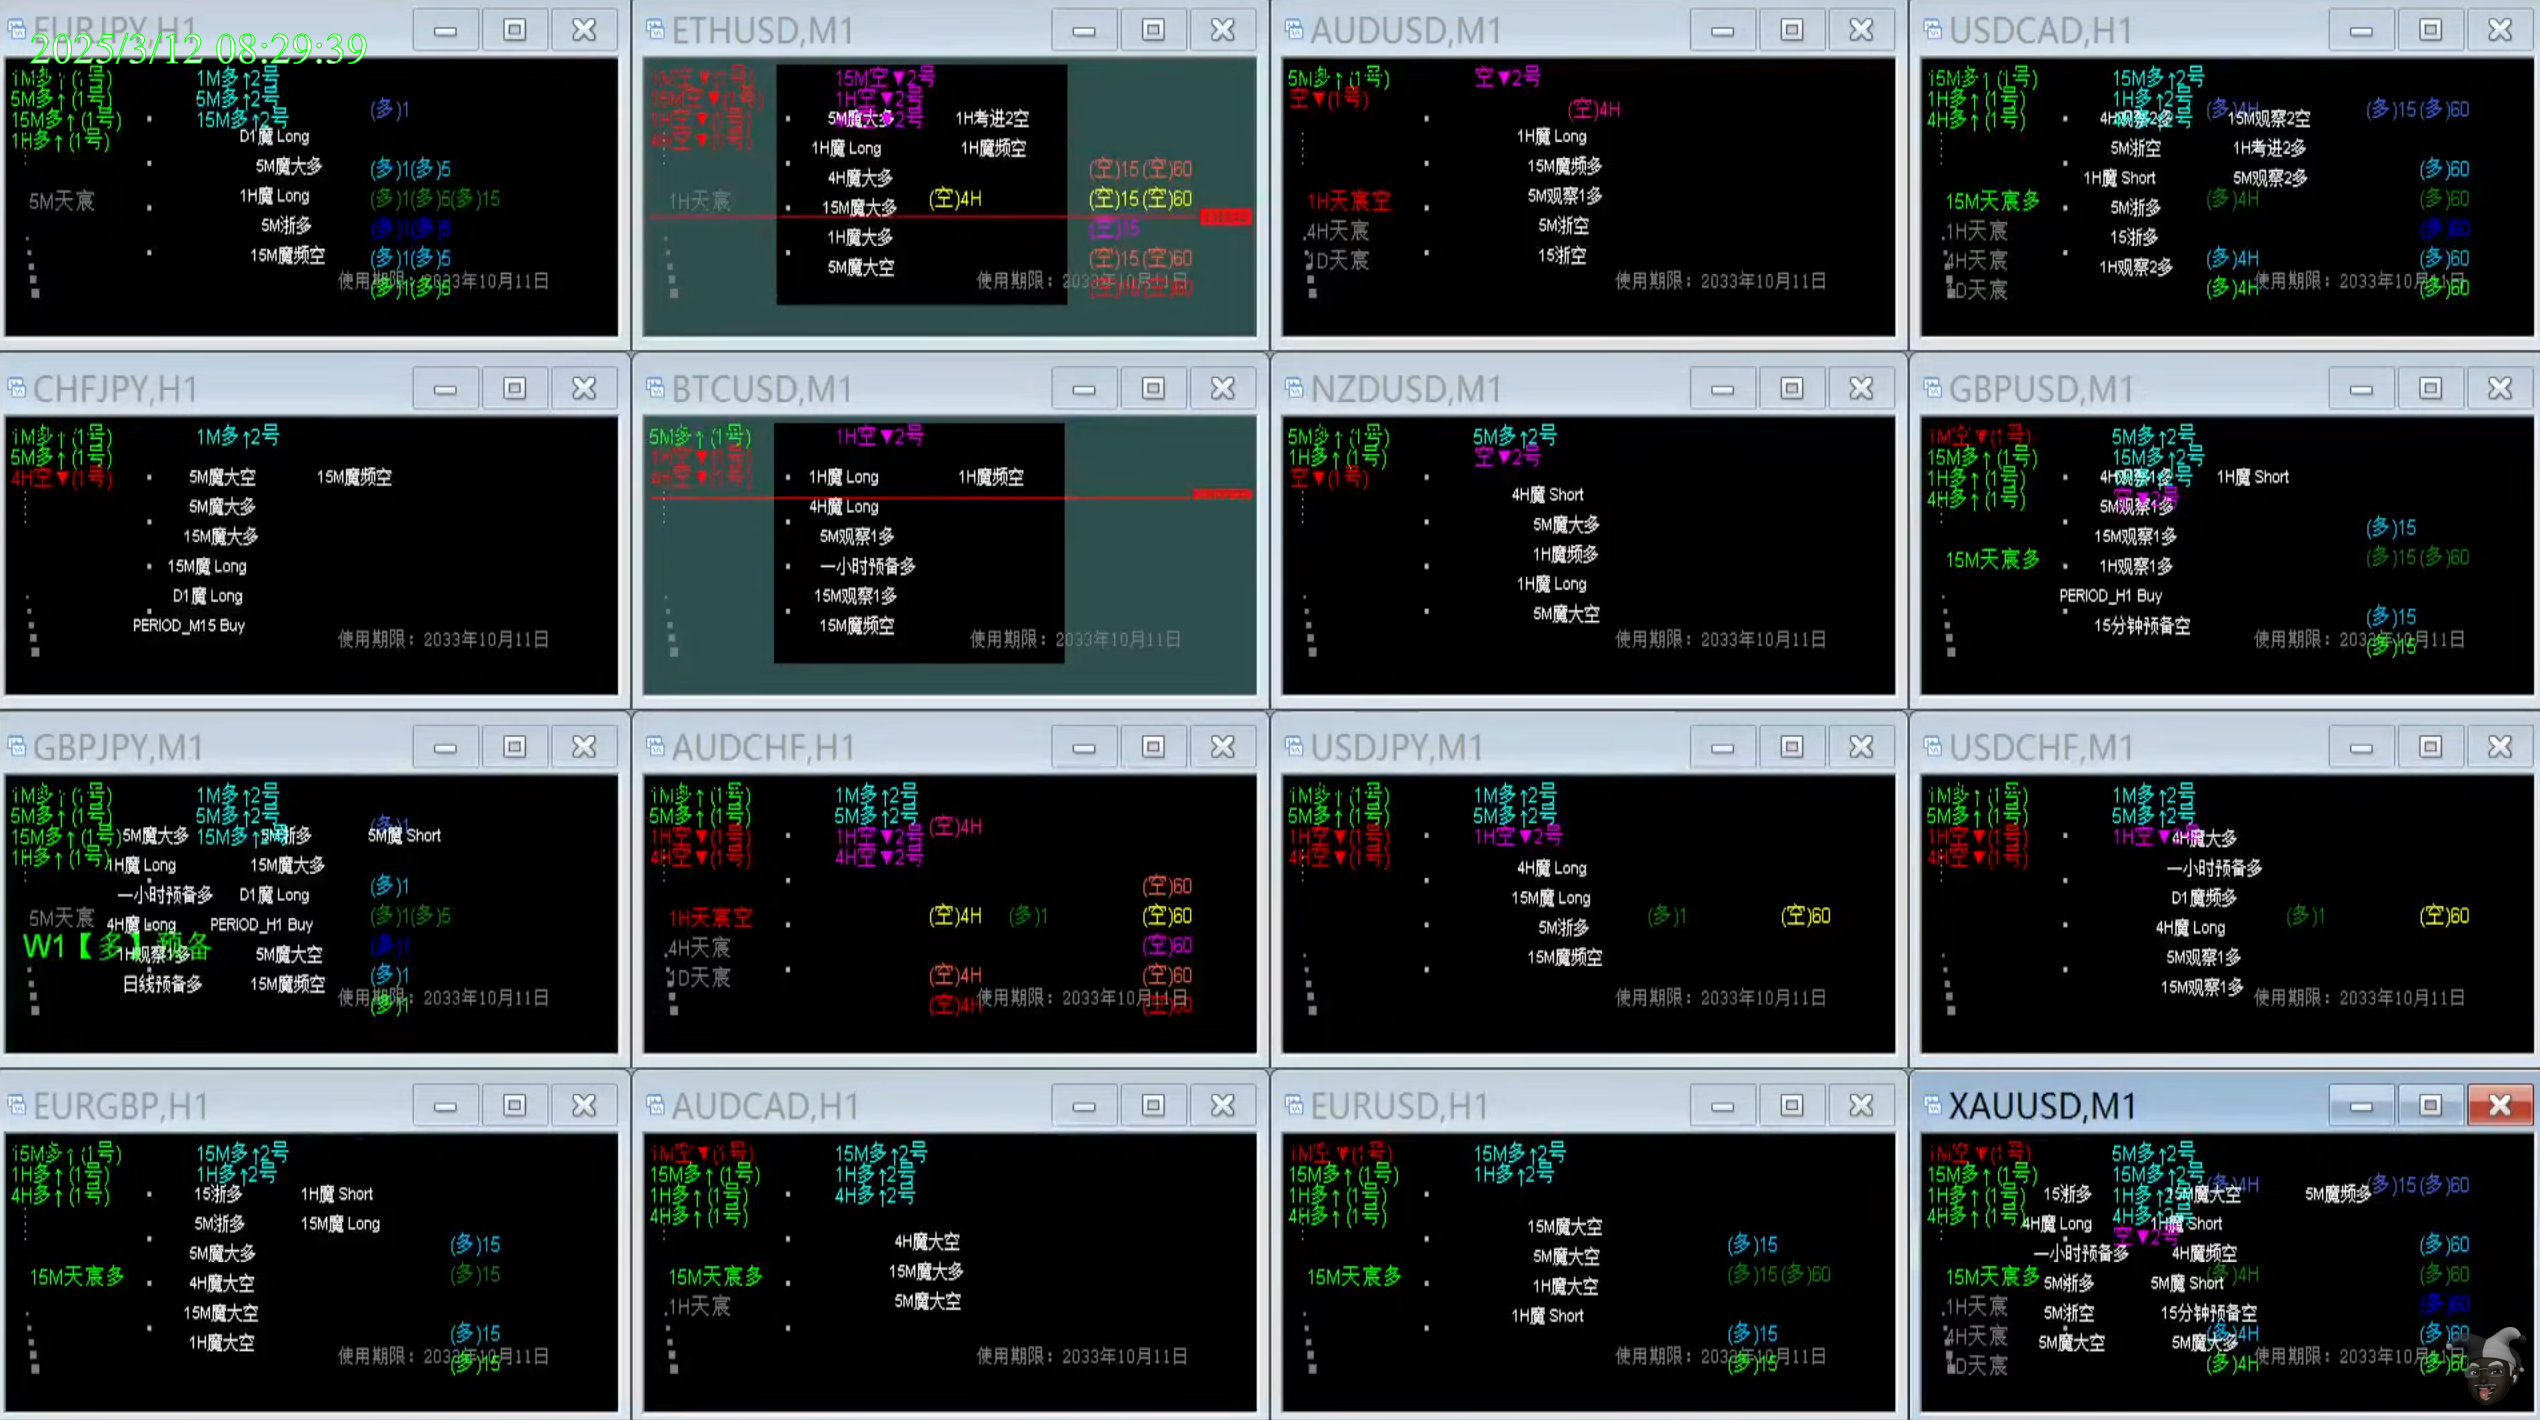 EURJPY,H1
2025/3/12 08:29:39
1M多↑(1号) 1M多↑2号
5M多↑(1号) 5M多↑2号 (多)1
15M多↑(1号) 15M多↑2号
1H多↑(1号) D1魔 Long
5M魔大多 (多)1(多)5
5M天宸 1H魔 Long (多)1(多)5(多)15
5M浙多 (多)1(多)5
15M魔频空 (多)1(多)5
使用期限: 2033年10月11日
(多)1(多)5
ETHUSD,M1
1M空▼(1号) 15M空▼2号
15M空▼(1号) 1H空▼2号
1H空▼(1号) 5M魔大多 1H考进2空
4H空▼(1号) 1H魔 Long 1H魔频空
4H魔大多 (空)15(空)60
1H天宸 15M魔大多 (空)4H (空)15(空)60
1H魔大多 (空)15
5M魔大空 (空)15(空)60
使用期限: 2033年10月11日
AUDUSD,M1
5M多↑(1号) 空▼2号
空▼(1号) (空)4H
1H魔 Long
15M魔频多
1H天宸空 5M观察1多
4H天宸 5M浙空
1D天宸 15浙空
使用期限: 2033年10月11日
USDCAD,H1
15M多↑(1号) 15M多↑2号
1H多↑(1号) 1H多↑2号 (多)4H (多)15(多)60
4H多↑(1号) 4H观察2多 15M观察2空
5M浙空 1H考进2多
1H魔 Short 5M观察2多 (多)60
15M天宸多 5M浙多 (多)4H (多)60
1H天宸 15浙多 (多)60
4H天宸 1H观察2多 (多)4H (多)60
1D天宸 (多)4H 使用期限: 2033年10月11日 (多)60
CHFJPY,H1
1M多↑(1号) 1M多↑2号
5M多↑(1号)
4H空▼(1号) 5M魔大空 15M魔频空
5M魔大多
15M魔大多
15M魔 Long
D1魔 Long
PERIOD_M15 Buy
使用期限: 2033年10月11日
BTCUSD,M1
5M多↑(1号) 1H空▼2号
1H空▼(1号)
4H空▼(1号) 1H魔 Long 1H魔频空
4H魔 Long
5M观察1多
一小时预备多
15M观察1多
15M魔频空
使用期限: 2033年10月11日
NZDUSD,M1
5M多↑(1号) 5M多↑2号
1H多↑(1号) 空▼2号
空▼(1号)
4H魔 Short
5M魔大多
1H魔频多
1H魔 Long
5M魔大空
使用期限: 2033年10月11日
GBPUSD,M1
1M空▼(1号) 5M多↑2号
15M多↑(1号) 15M多↑2号
1H多↑(1号) 4H观察1多 1H魔 Short
4H多↑(1号) 空▼2号
5M观察1多
15M观察1多 (多)15
15M天宸多 1H观察1多 (多)15(多)60
PERIOD_H1 Buy
15分钟预备空 (多)15
使用期限: 2033年10月11日
(多)15
GBPJPY,M1
1M多↑(1号) 1M多↑2号
5M多↑(1号) 5M多↑2号 (多)1
15M多↑(1号) 5M魔大多 15M多↑2号 5M浙多 5M魔 Short
1H多↑(1号) 1H魔 Long 15M魔大多
一小时预备多 D1魔 Long (多)1
5M天宸 4H魔 Long PERIOD_H1 Buy (多)1(多)5
W1【多】预备
1H观察1多 5M魔大空 (多)1
日线预备多 15M魔频空 (多)1
使用期限: 2033年10月11日
(多)1
AUDCHF,H1
1M多↑(1号) 1M多↑2号
5M多↑(1号) 5M多↑2号
1H空▼(1号) 1H空▼2号 (空)4H
4H空▼(1号) 4H空▼2号
(空)60
1H天宸空 (空)4H (多)1 (空)60
4H天宸 (空)60
1D天宸 (空)4H (空)60
(空)4H 使用期限: 2033年10月11日 (空)60
USDJPY,M1
1M多↑(1号) 1M多↑2号
5M多↑(1号) 5M多↑2号
1H空▼(1号) 1H空▼2号
4H空▼(1号) 4H魔 Long
15M魔 Long
(多)1 (空)60
5M浙多
15M魔频空
使用期限: 2033年10月11日
USDCHF,M1
1M多↑(1号) 1M多↑2号
5M多↑(1号) 5M多↑2号
1H空▼(1号) 1H空▼2号 4H魔大多
4H空▼(1号) 一小时预备多
D1魔频多
(多)1 (空)60
4H魔 Long
5M观察1多
15M观察1多
使用期限: 2033年10月11日
EURGBP,H1
15M多↑(1号) 15M多↑2号
1H多↑(1号) 1H多↑2号
4H多↑(1号) 15浙多 1H魔 Short
5M浙多 15M魔 Long
5M魔大多 (多)15
15M天宸多 4H魔大空 (多)15
15M魔大空
1H魔大空 (多)15
使用期限: 2033年10月11日
(多)15
AUDCAD,H1
1M空▼(1号) 15M多↑2号
15M多↑(1号) 1H多↑2号
1H多↑(1号) 4H多↑2号
4H多↑(1号)
4H魔大空
15M天宸多 15M魔大多
1H天宸 5M魔大空
使用期限: 2033年10月11日
EURUSD,H1
1M空▼(1号) 15M多↑2号
15M多↑(1号) 1H多↑2号
1H多↑(1号)
4H多↑(1号) 15M魔大空
5M魔大空 (多)15
15M天宸多 1H魔大空 (多)15(多)60
1H魔 Short (多)15
使用期限: 2033年10月11日
(多)15
XAUUSD,M1
1M空▼(1号) 5M多↑2号
15M多↑(1号) 15M多↑2号 (多)4H (多)15(多)60
1H多↑(1号) 15浙多 1H多↑2号 15M魔大空 5M魔频多
4H多↑(1号) 4H魔 Long 4H多↑2号 1H魔 Short
空▼2号
一小时预备多 4H魔频空 (多)60
15M天宸多 5M浙多 5M魔 Short (多)4H (多)60
1H天宸 5M浙空 15分钟预备空 (多)60
4H天宸 5M魔大空 5M魔大多 (多)4H (多)60
1D天宸 (多)4H 使用期限: 2033年10月11日 (多)60